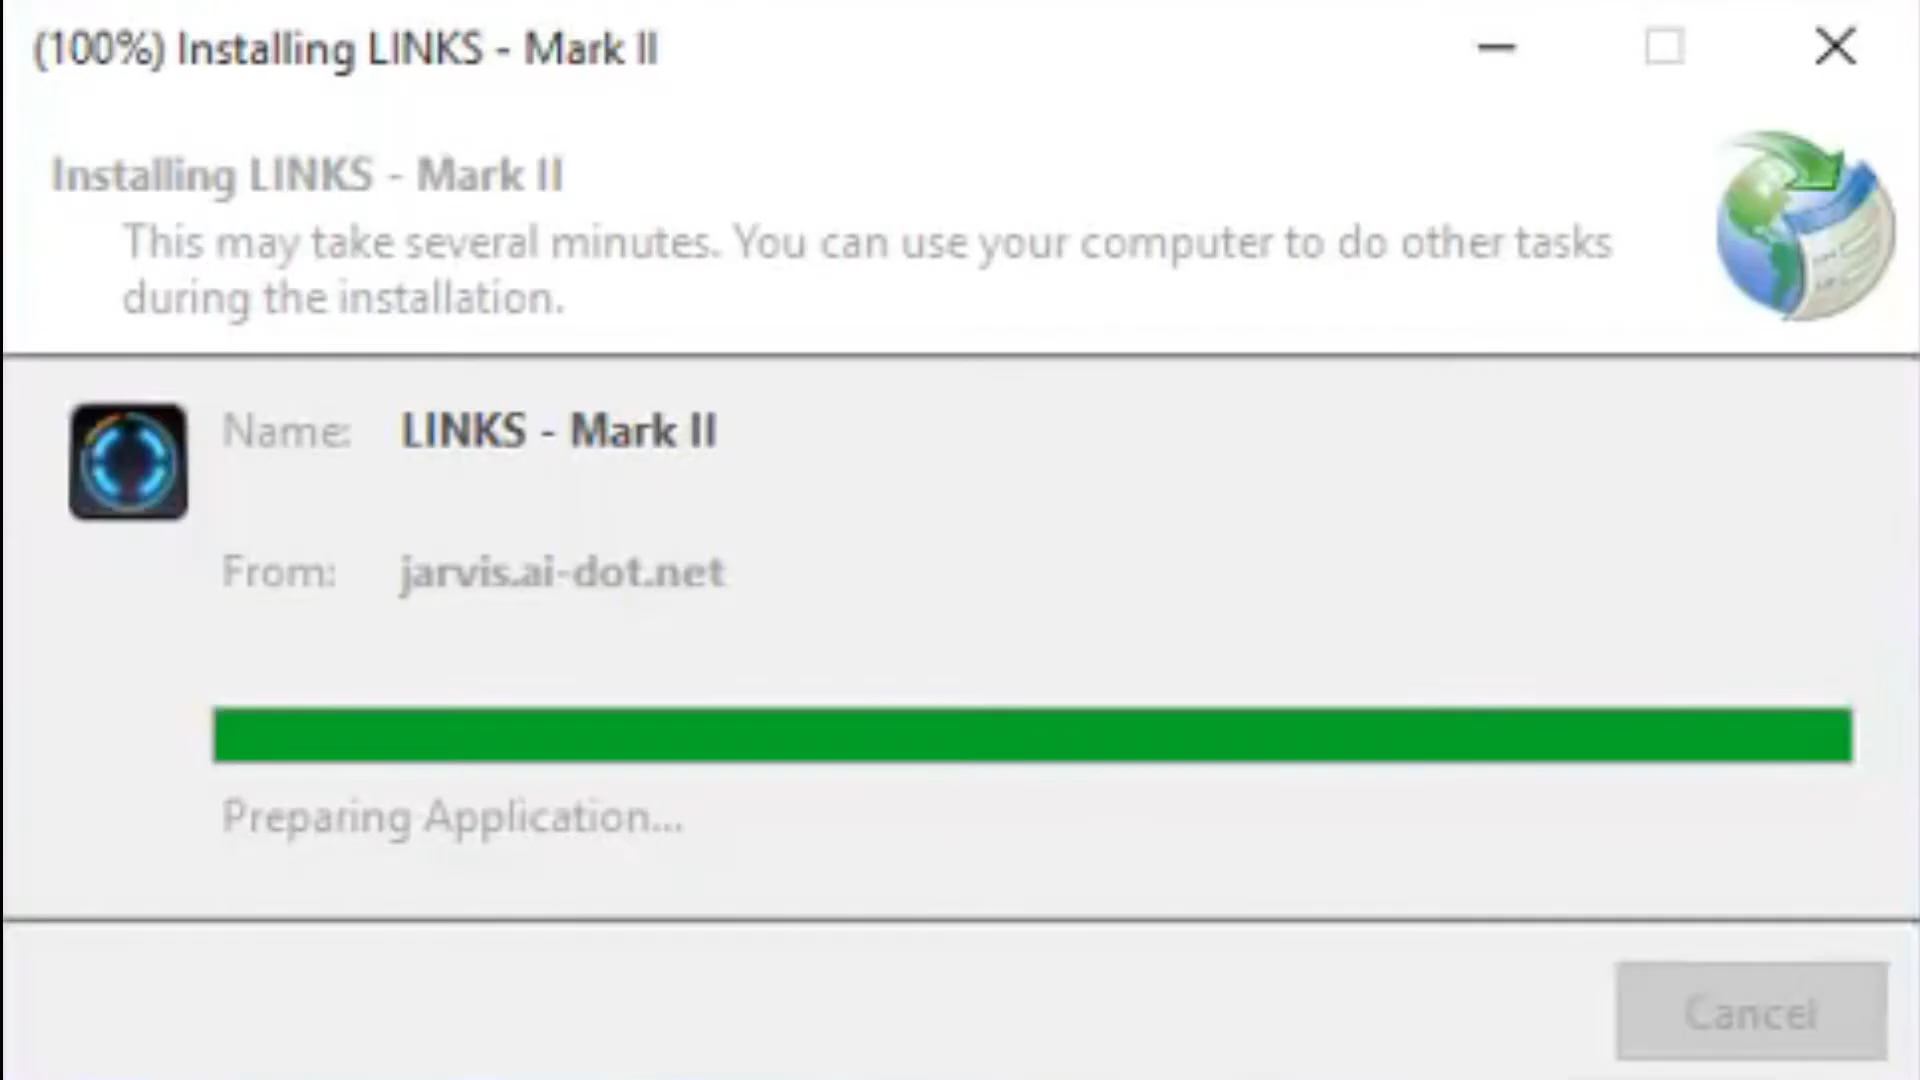 (100%) Installing LINKS - Mark II
Installing LINKS - Mark II
This may take several minutes. You can use your computer to do other tasks
during the installation.
Name: LINKS - Mark II
From: jarvis.ai-dot.net
Preparing Application...
Cancel